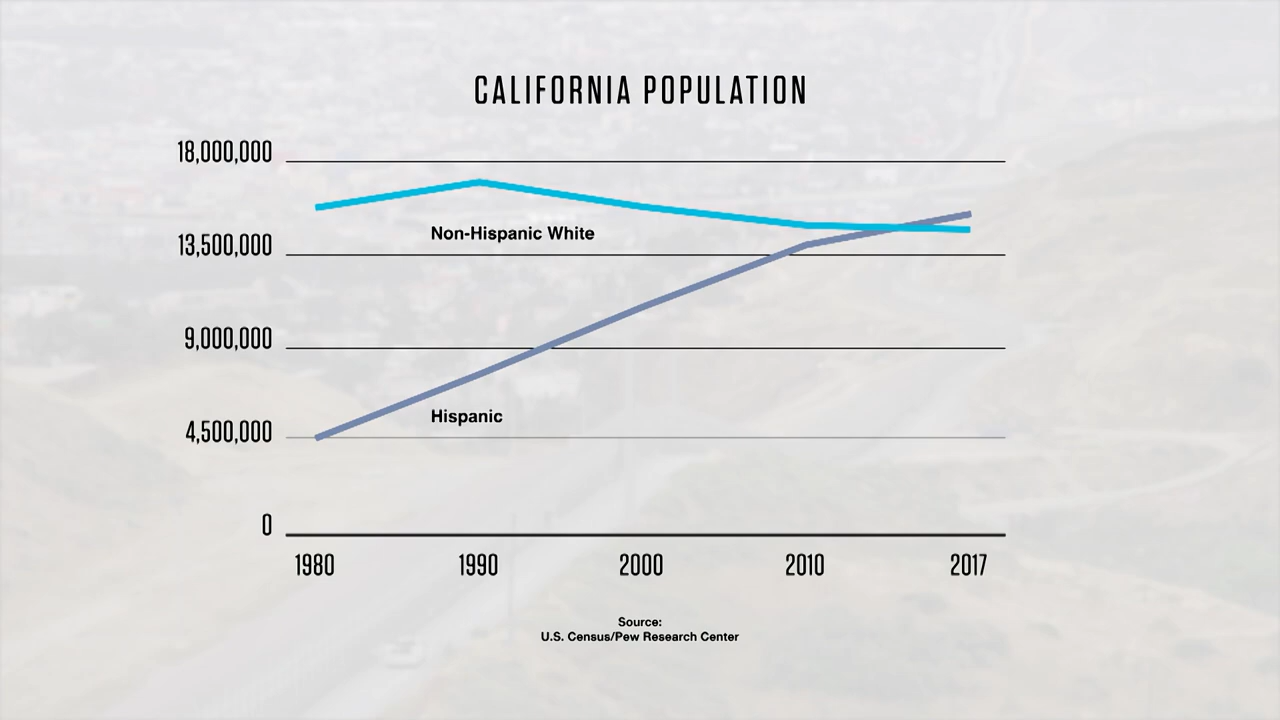 CALIFORNIA POPULATION
18,000,000
Non-Hispanic White
13,500,000
9,000,000
Hispanic
4,500,000
0
1980 1990 2000 2010 2017
Source:
U.S. Census/Pew Research Center